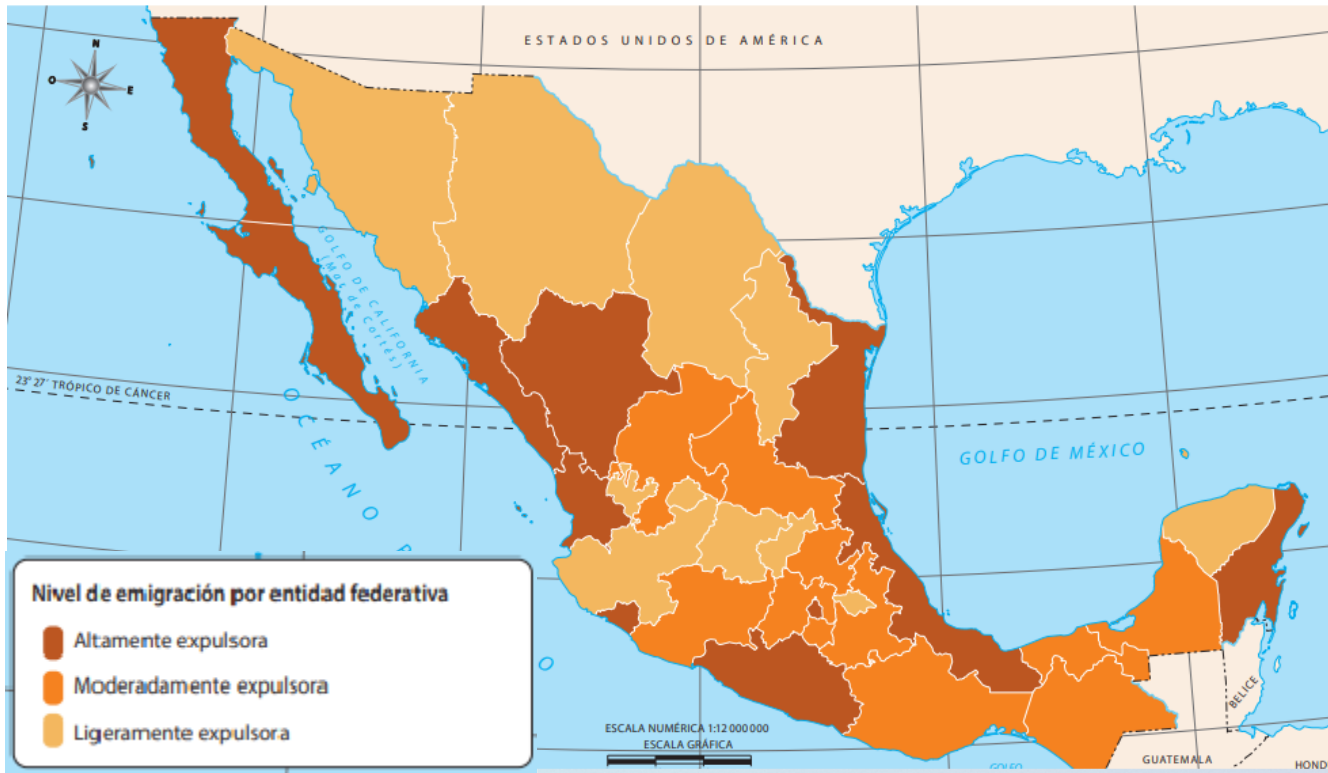 ESTADOS UNIDOS DE AMÉRICA
N
O
E
S
GOLFO DE CALIFORNIA
(Mar de Cortés)
23° 27´ TRÓPICO DE CÁNCER
OCÉANO P
GOLFO DE MÉXICO
Nivel de emigración por entidad federativa
Altamente expulsora
Moderadamente expulsora
Ligeramente expulsora
O
ESCALA NUMÉRICA 1:12 000 000
ESCALA GRÁFICA
BELICE
GUATEMALA
HOND
GOLFO